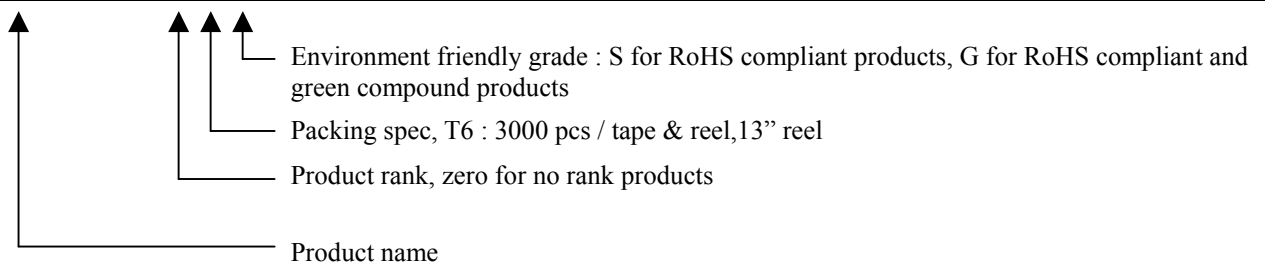 Environment friendly grade : S for RoHS compliant products, G for RoHS compliant and
green compound products
Packing spec, T6 : 3000 pcs / tape & reel,13” reel
Product rank, zero for no rank products
Product name